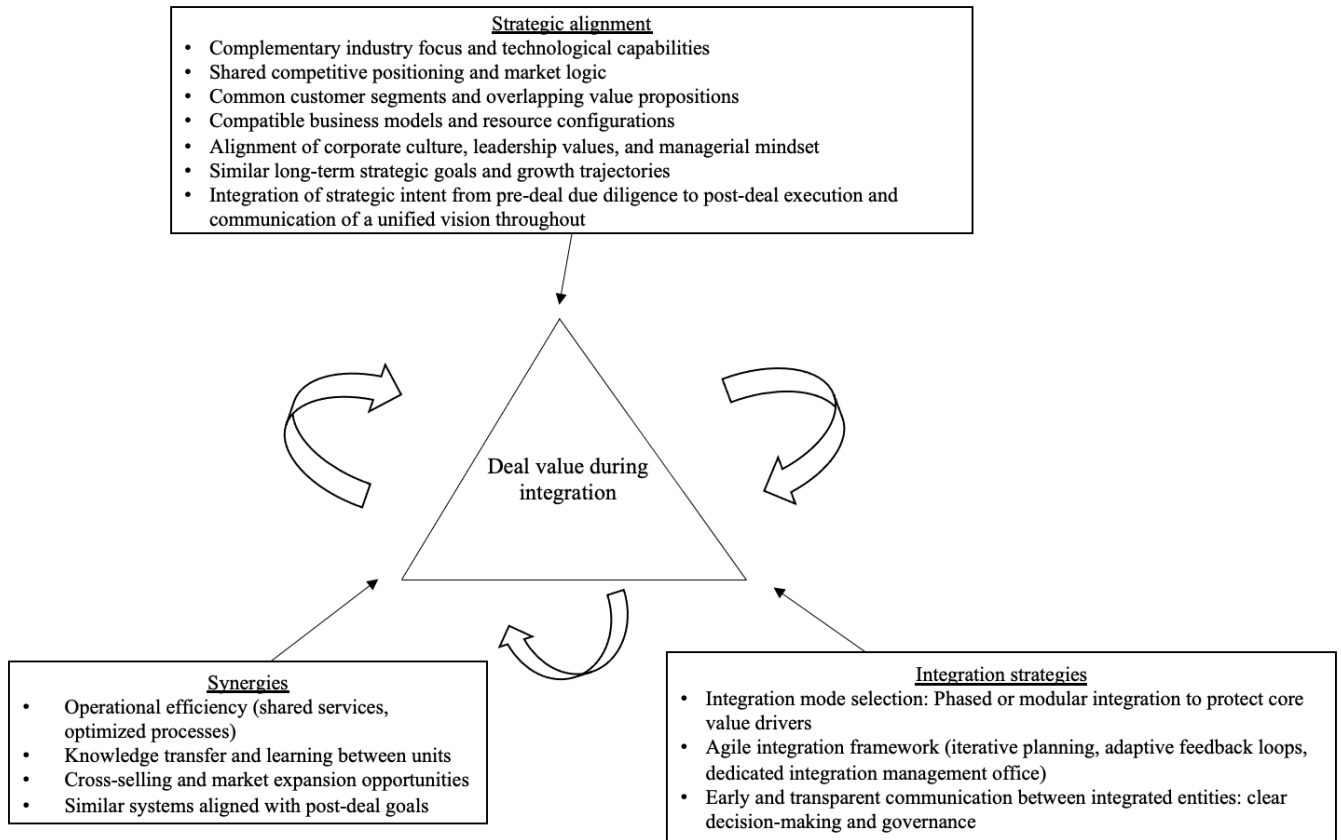 Strategic alignment
• Complementary industry focus and technological capabilities
• Shared competitive positioning and market logic
• Common customer segments and overlapping value propositions
• Compatible business models and resource configurations
• Alignment of corporate culture, leadership values, and managerial mindset
• Similar long-term strategic goals and growth trajectories
• Integration of strategic intent from pre-deal due diligence to post-deal execution and
communication of a unified vision throughout
Deal value during
integration
Synergies
• Operational efficiency (shared services,
optimized processes)
• Knowledge transfer and learning between units
• Cross-selling and market expansion opportunities
• Similar systems aligned with post-deal goals
Integration strategies
• Integration mode selection: Phased or modular integration to protect core
value drivers
• Agile integration framework (iterative planning, adaptive feedback loops,
dedicated integration management office)
• Early and transparent communication between integrated entities: clear
decision-making and governance